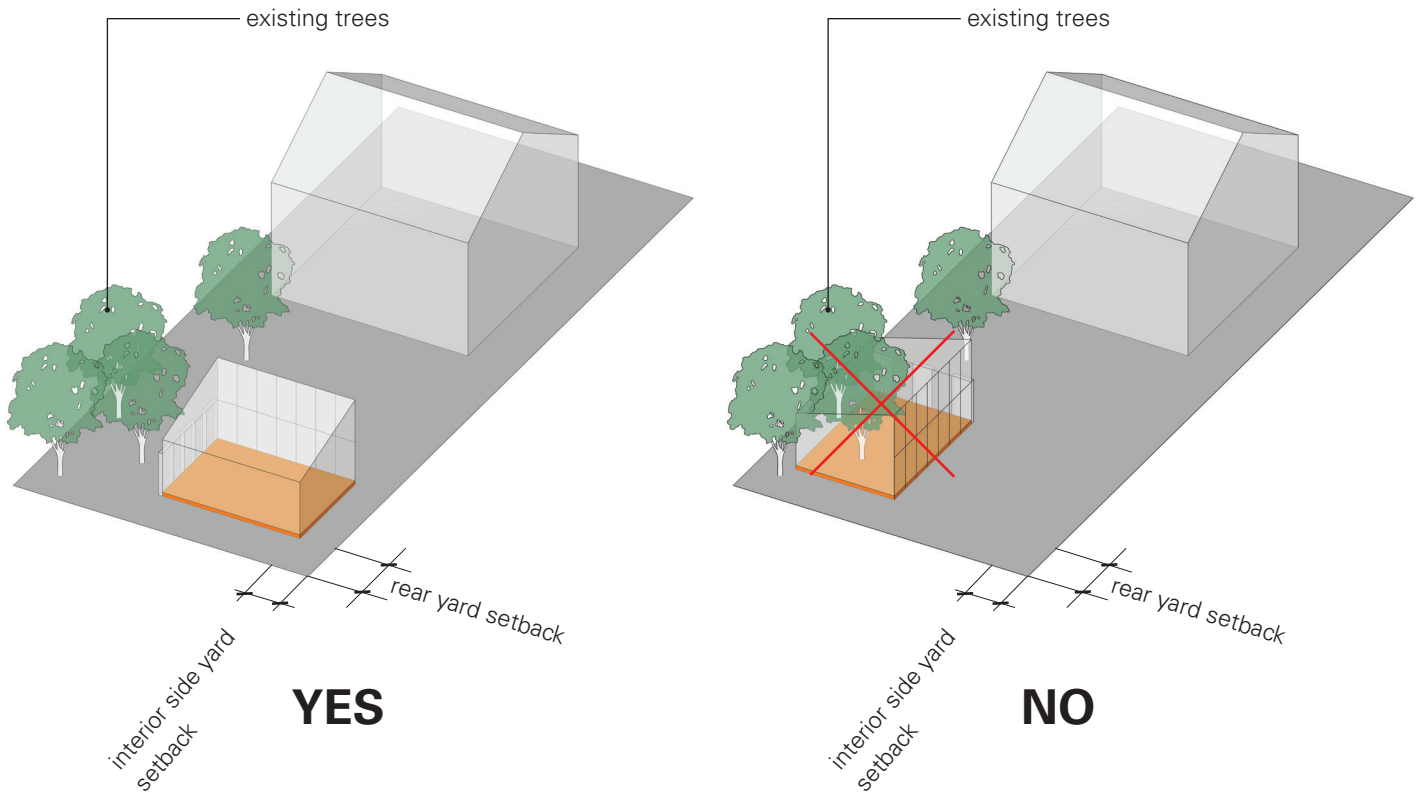 existing trees
rear yard setback
interior side yard
setback
YES
existing trees
rear yard setback
interior side yard
setback
NO